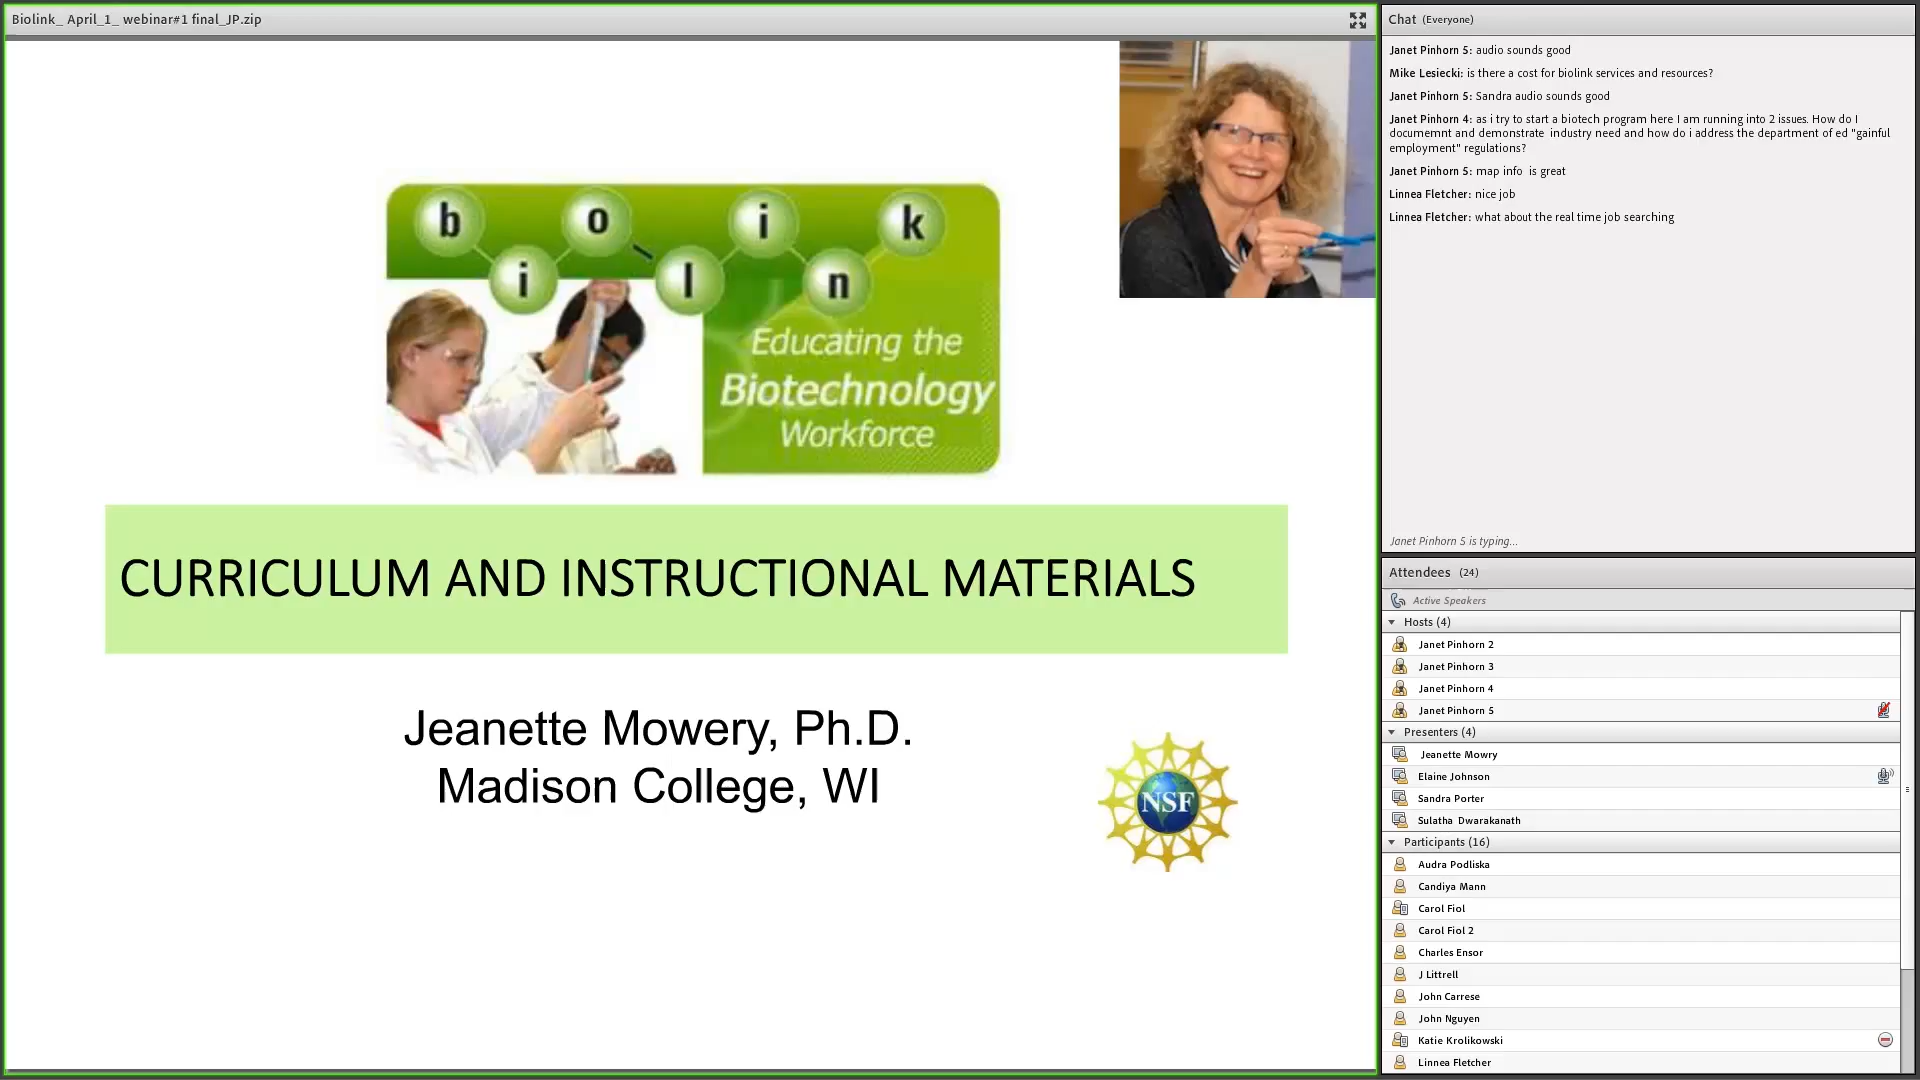 Biolink_ April_1_ webinar#1 final_JP.zip
b i o l i n k
Educating the
Biotechnology
Workforce
CURRICULUM AND INSTRUCTIONAL MATERIALS
Jeanette Mowery, Ph.D.
Madison College, WI
NSF
Chat (Everyone)
Janet Pinhorn 5: audio sounds good
Mike Lesiecki: is there a cost for biolink services and resources?
Janet Pinhorn 5: Sandra audio sounds good
Janet Pinhorn 4: as i try to start a biotech program here I am running into 2 issues. How do I
documemnt and demonstrate industry need and how do i address the department of ed "gainful
employment" regulations?
Janet Pinhorn 5: map info is great
Linnea Fletcher: nice job
Linnea Fletcher: what about the real time job searching
Janet Pinhorn 5 is typing...
Attendees (24)
Active Speakers
Hosts (4)
Janet Pinhorn 2
Janet Pinhorn 3
Janet Pinhorn 4
Janet Pinhorn 5
Presenters (4)
Jeanette Mowry
Elaine Johnson
Sandra Porter
Sulatha Dwarakanath
Participants (16)
Audra Podliska
Candiya Mann
Carol Fiol
Carol Fiol 2
Charles Ensor
J Littrell
John Carrese
John Nguyen
Katie Krolikowski
Linnea Fletcher